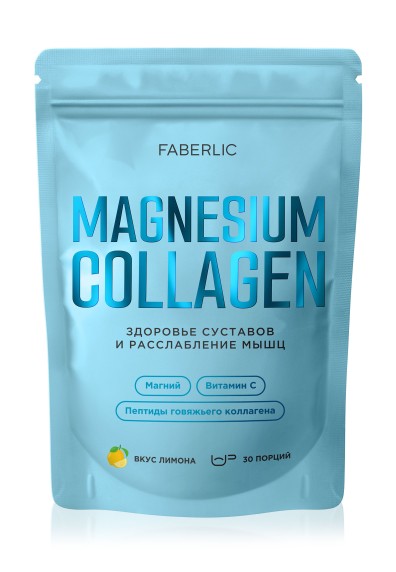 FABERLIC
MAGNESIUM
COLLAGEN
ЗДОРОВЬЕ СУСТАВОВ
И РАССЛАБЛЕНИЕ МЫШЦ
Магний Витамин С
Пептиды говяжьего коллагена
ВКУС ЛИМОНА 30 ПОРЦИЙ